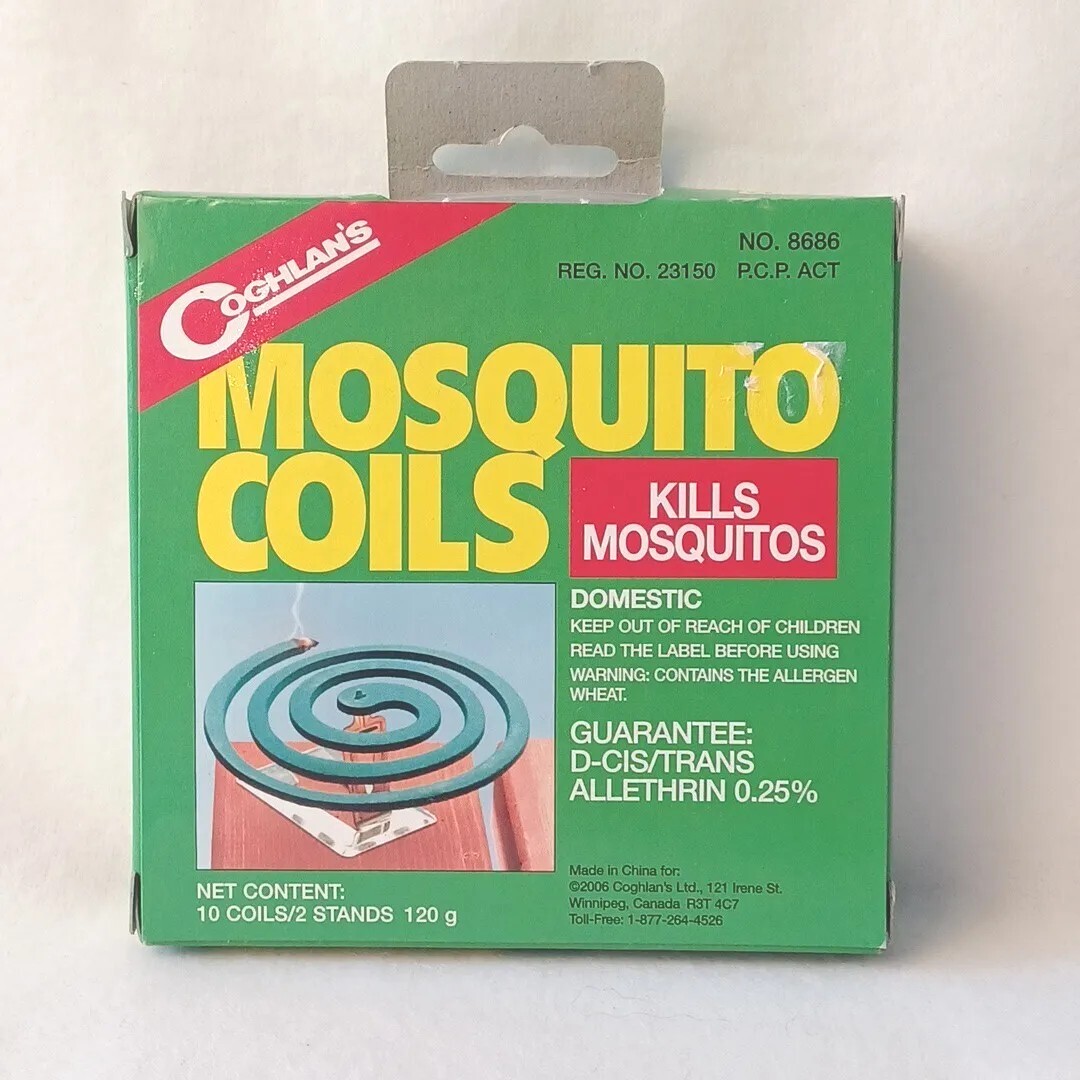 COGHLAN'S
NO. 8686
REG. NO. 23150 P.C.P. ACT
MOSQUITO
COILS
KILLS
MOSQUITOS
DOMESTIC
KEEP OUT OF REACH OF CHILDREN
READ THE LABEL BEFORE USING
WARNING: CONTAINS THE ALLERGEN
WHEAT.
GUARANTEE:
D-CIS/TRANS
ALLETHRIN 0.25%
NET CONTENT:
10 COILS/2 STANDS 120 g
Made in China for:
©2006 Coghlan's Ltd., 121 Irene St.
Winnipeg, Canada R3T 4C7
Toll-Free: 1-877-264-4526